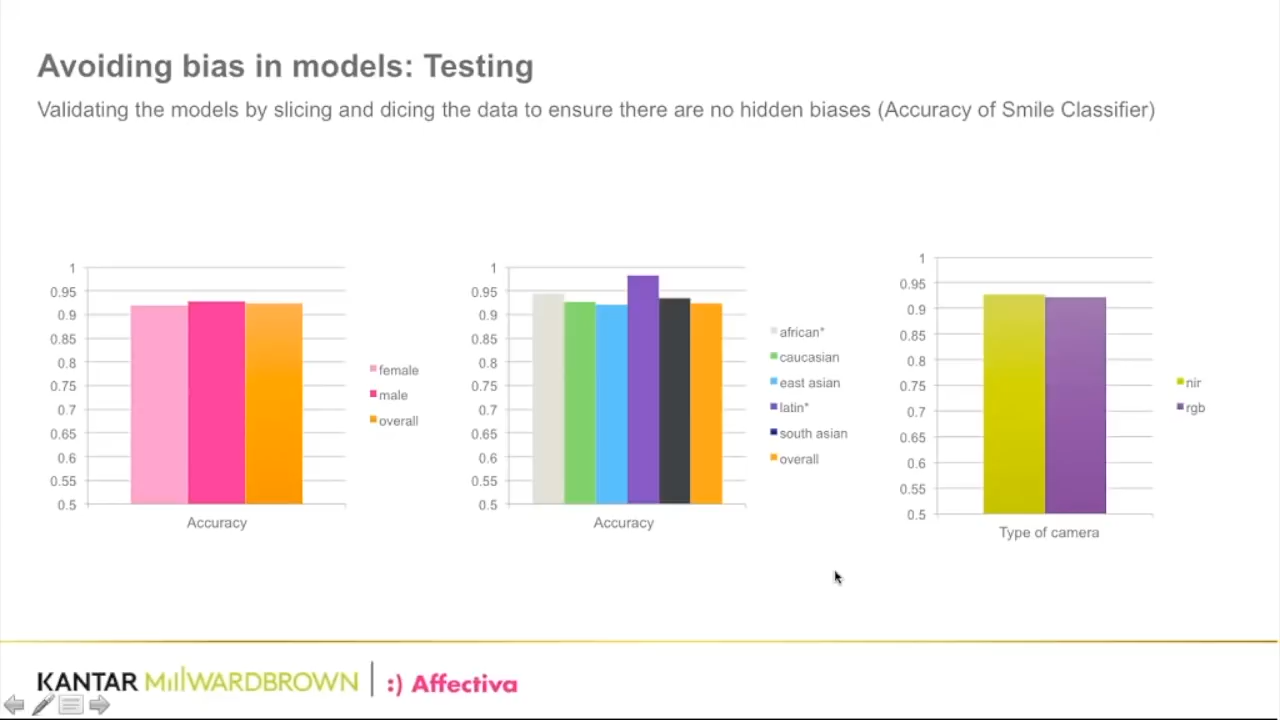 Avoiding bias in models: Testing
Validating the models by slicing and dicing the data to ensure there are no hidden biases (Accuracy of Smile Classifier)
1
0.95
0.9
0.85
0.8
0.75
0.7
0.65
0.6
0.55
0.5
Accuracy
female
male
overall
1
0.95
0.9
0.85
0.8
0.75
0.7
0.65
0.6
0.55
0.5
Accuracy
african*
caucasian
east asian
latin*
south asian
overall
1
0.95
0.9
0.85
0.8
0.75
0.7
0.65
0.6
0.55
0.5
Type of camera
nir
rgb
KANTAR MillWARDBROWN
:) Affectiva